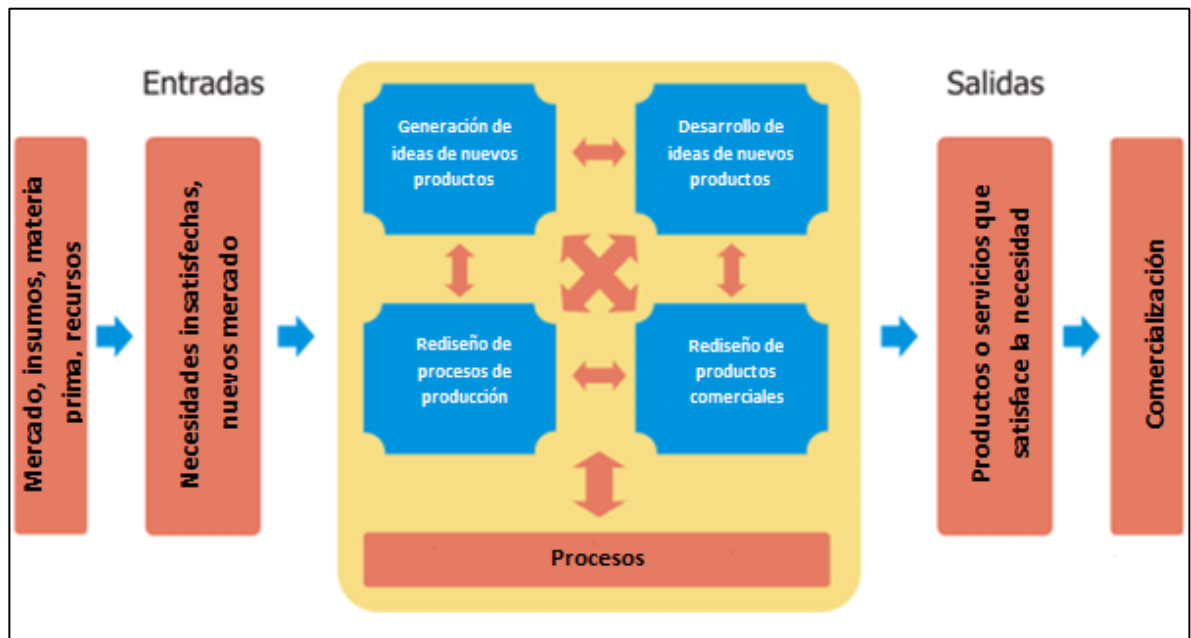 Entradas
Salidas
Mercado, insumos, materia
prima, recursos
Necesidades insatisfechas,
nuevos mercado
Generación de
ideas de nuevos
productos
Desarrollo de
ideas de nuevos
productos
Rediseño de
procesos de
producción
Rediseño de
productos
comerciales
Procesos
Productos o servicios que
satisface la necesidad
Comercialización